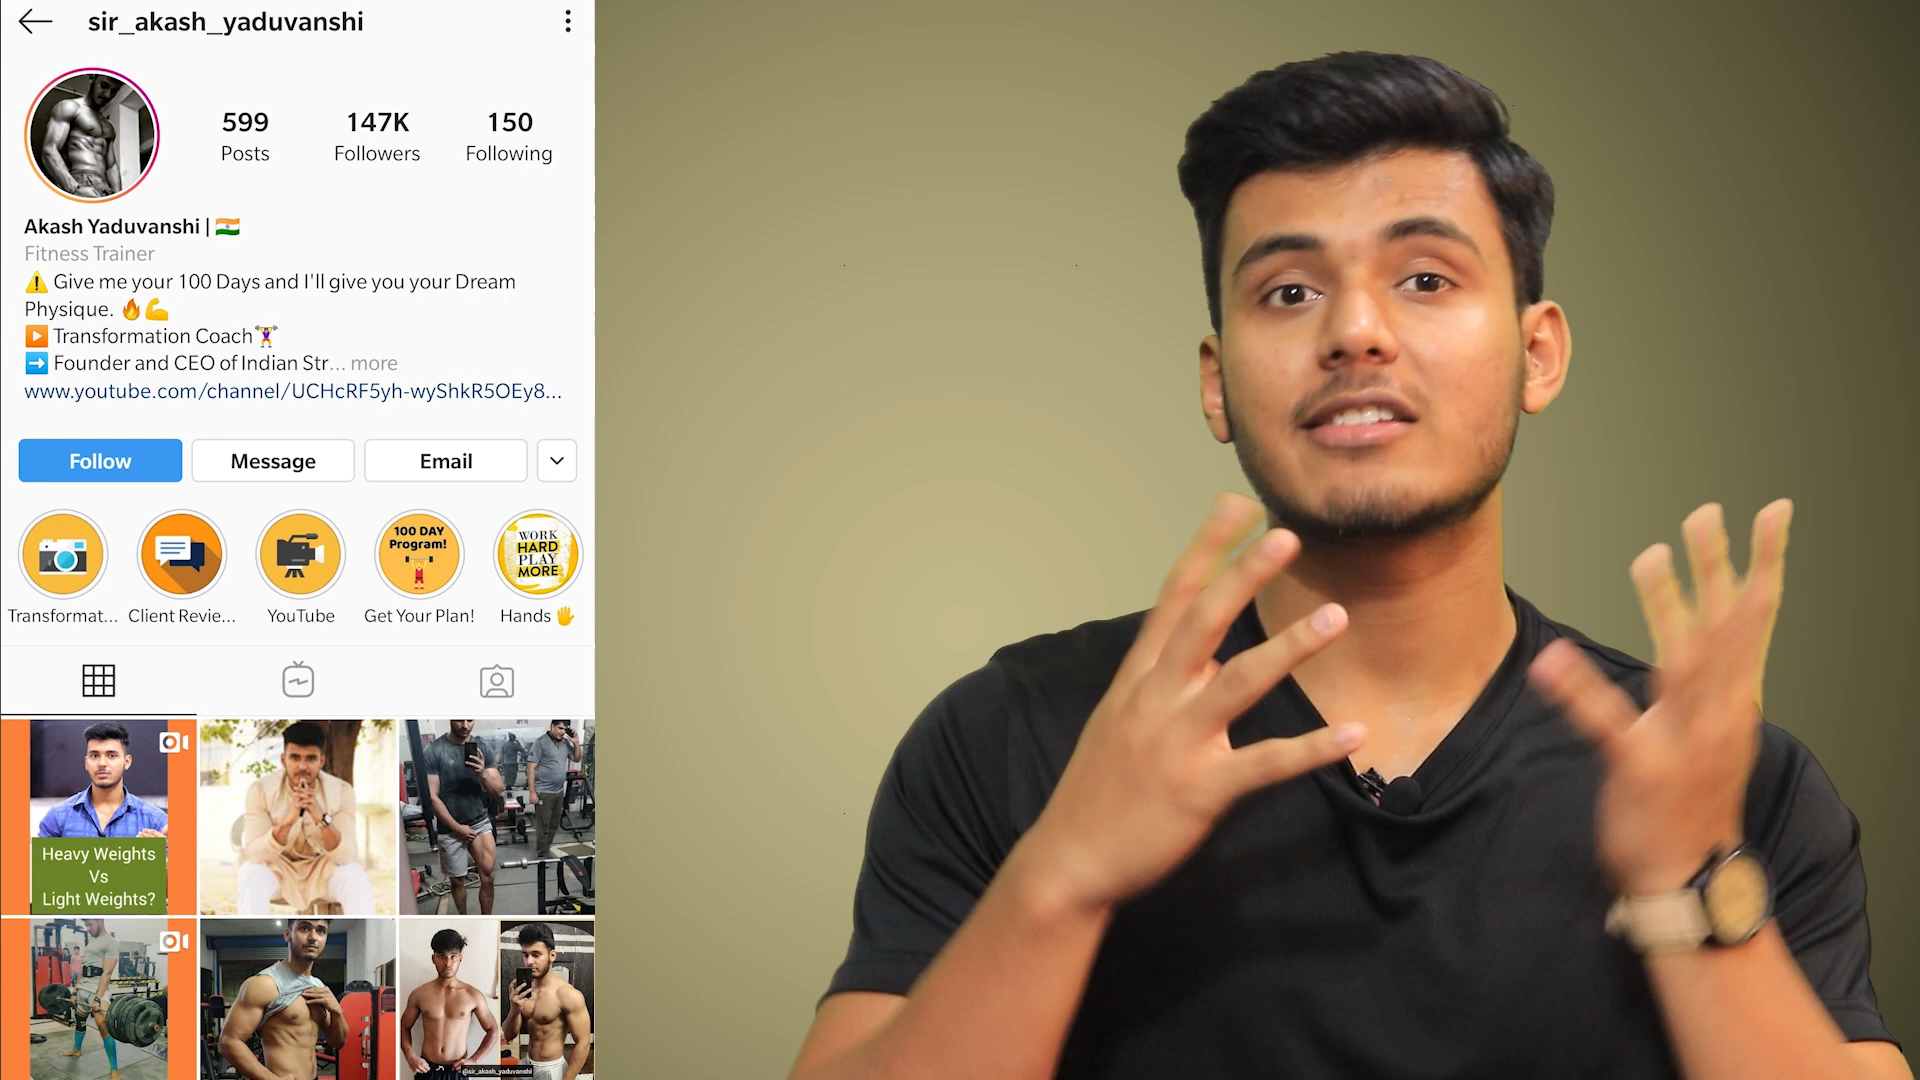 sir_akash_yaduvanshi
599
Posts
147K
Followers
150
Following
Akash Yaduvanshi | 🇮🇳
Fitness Trainer
⚠️ Give me your 100 Days and I'll give you your Dream
Physique. 🔥💪
▶️ Transformation Coach🏋️‍♀️
➡️ Founder and CEO of Indian Str... more
www.youtube.com/channel/UCHcRF5yh-wyShkR5OEy8...
Follow
Message
Email
100 DAY
Program!
WORK
HARD
PLAY
MORE
Transformat...
Client Revie...
YouTube
Get Your Plan!
Hands 🖐
Heavy Weights
Vs
Light Weights?
@sir_akash_yaduvanshi